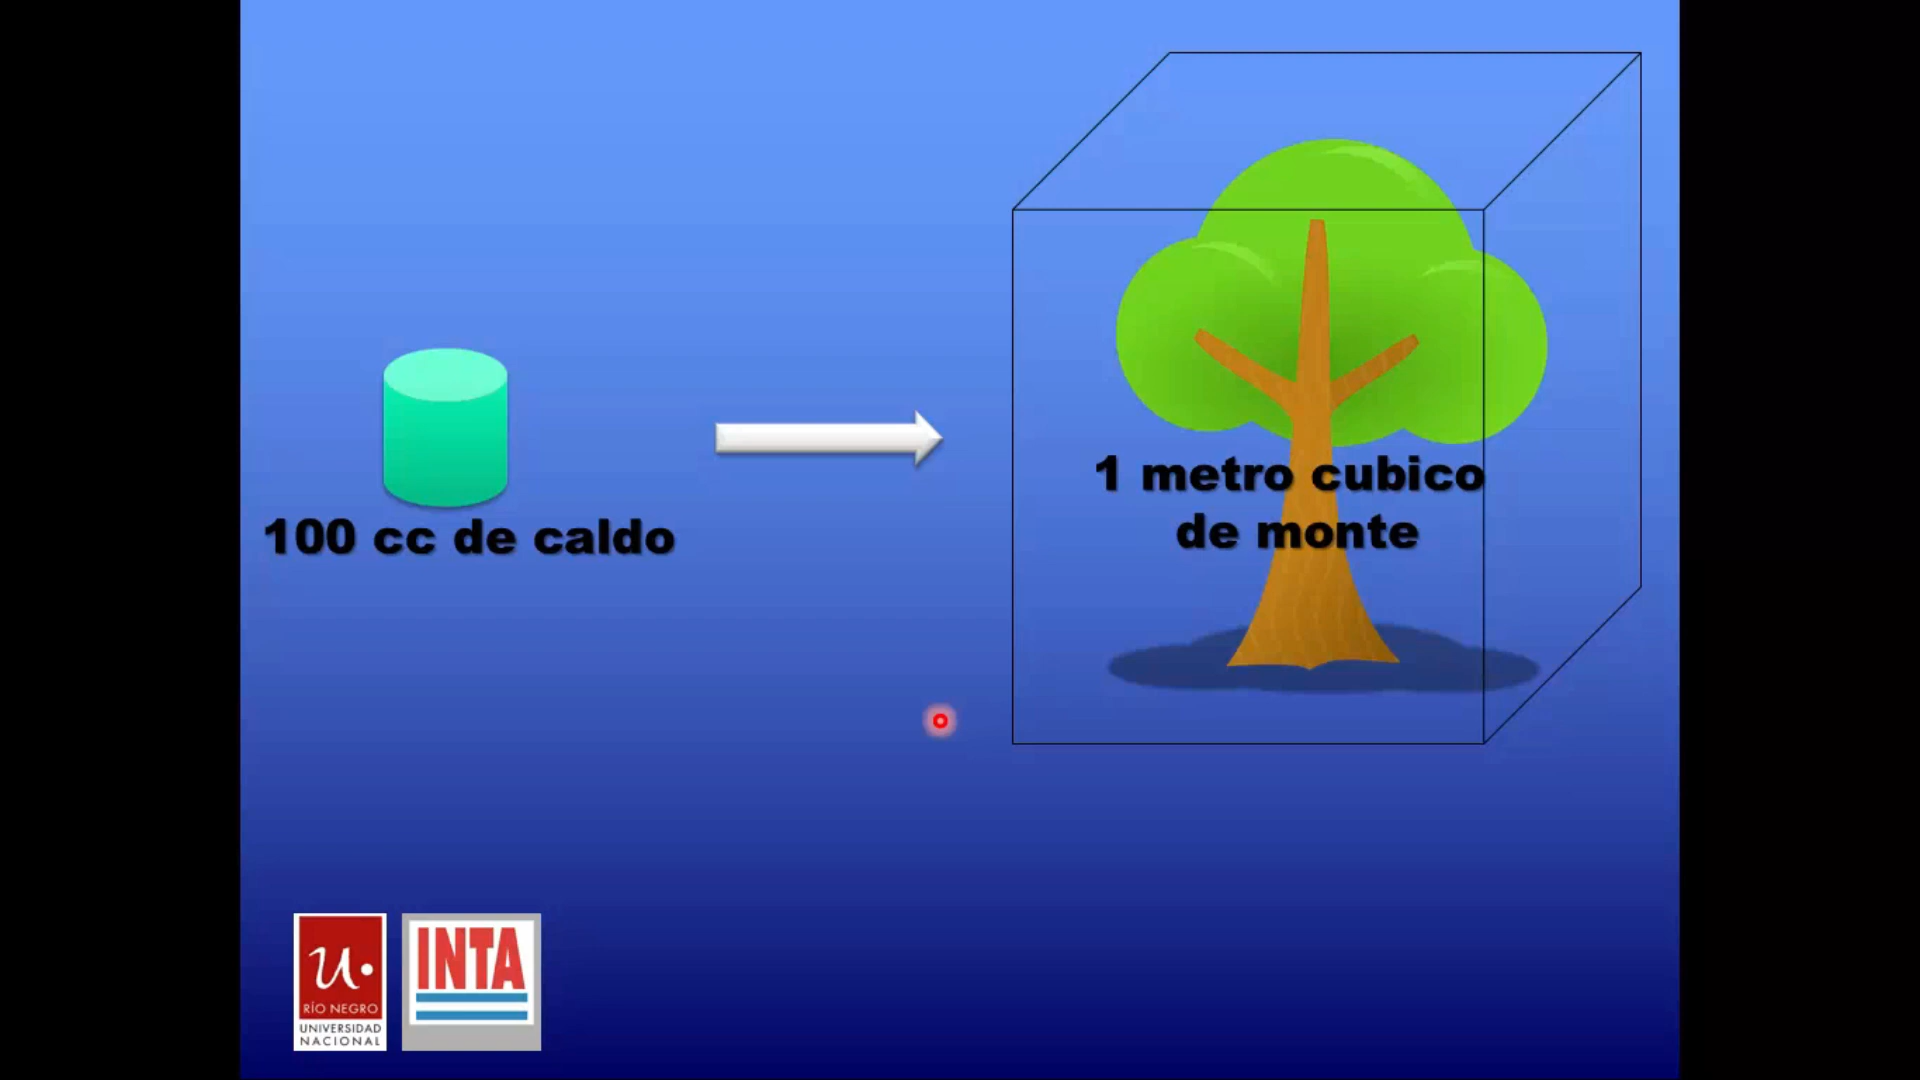 100 cc de caldo
1 metro cubico
de monte
u.
RÍO NEGRO
UNIVERSIDAD
NACIONAL
INTA